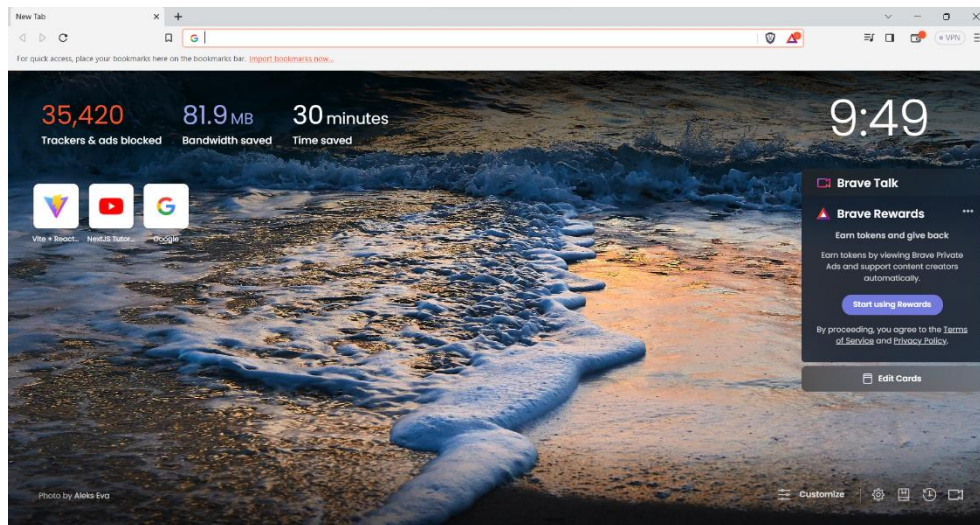 New Tab
VPN
For quick access, place your bookmarks here on the bookmarks bar. Import bookmarks now...
35,420
Trackers & ads blocked
81.9 MB
Bandwidth saved
30 minutes
Time saved
9:49
Vite + React...
NextJS Tutor...
Google
Brave Talk
Brave Rewards
Earn tokens and give back
Earn tokens by viewing Brave Private
Ads and support content creators
automatically.
Start using Rewards
By proceeding, you agree to the Terms
of Service and Privacy Policy.
Edit Cards
Photo by Aleks Eva
Customize